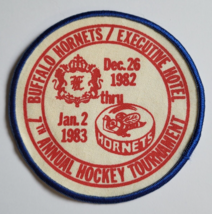 BUFFALO HORNETS / EXECUTIVE HOTEL
Dec. 26
1982
thru
Jan. 2
1983
HORNETS
7TH ANNUAL HOCKEY TOURNAMENT